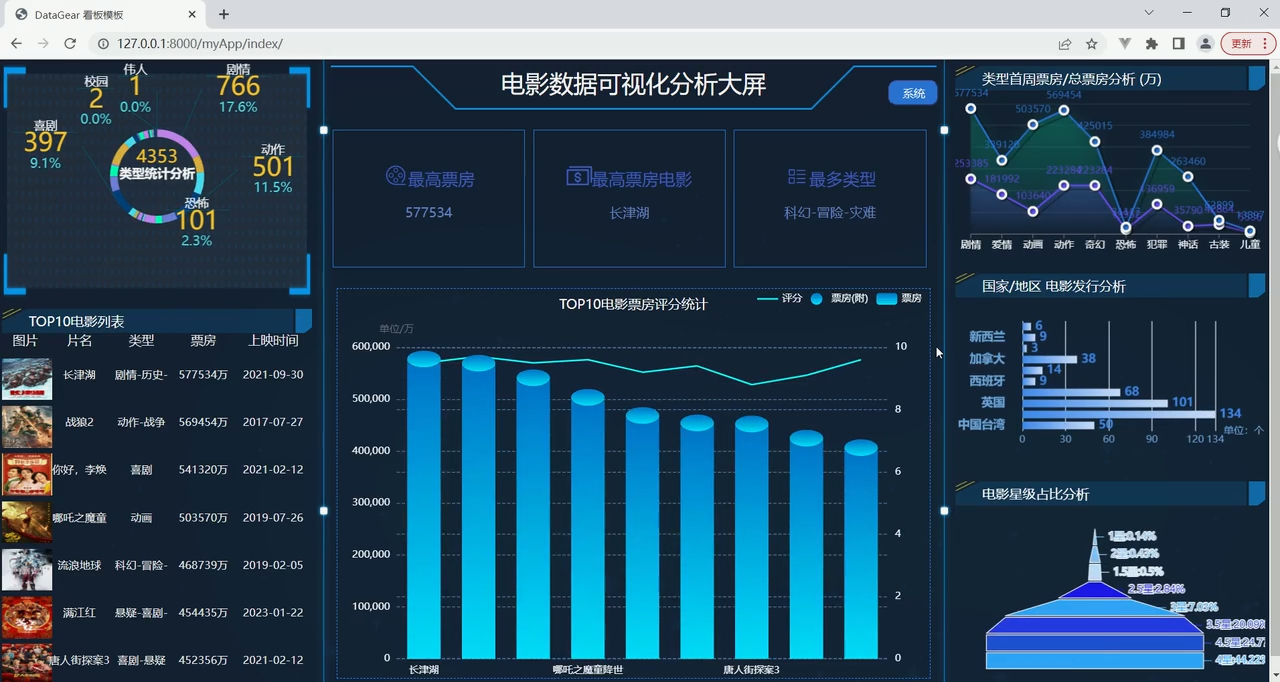 DataGear 看板模板
127.0.0.1:8000/myApp/index/
更新
伟人
1
0.0%
校园
2
0.0%
剧情
766
17.6%
喜剧
397
9.1%
动作
501
11.5%
4353
类型统计分析
恐怖
101
2.3%
TOP10电影列表
图片 片名 类型 票房 上映时间
长津湖 剧情-历史- 577534万 2021-09-30
战狼2 动作-战争 569454万 2017-07-27
你好，李焕 喜剧 541320万 2021-02-12
哪吒之魔童 动画 503570万 2019-07-26
流浪地球 科幻-冒险- 468739万 2019-02-05
满江红 悬疑-喜剧- 454435万 2023-01-22
唐人街探案3 喜剧-悬疑 452356万 2021-02-12
电影数据可视化分析大屏
系统
最高票房
577534
最高票房电影
长津湖
最多类型
科幻-冒险-灾难
TOP10电影票房评分统计
评分 票房(附) 票房
单位/万
600,000
500,000
400,000
300,000
200,000
100,000
0
10
8
6
4
2
0
长津湖 哪吒之魔童降世 唐人街探案3
类型首周票房/总票房分析 (万)
577534
503570
569454
425015
384984
263460
253385
181992
103640
223284
223284
136959
35790
剧情 爱情 动画 动作 奇幻 恐怖 犯罪 神话 古装 儿童
国家/地区 电影发行分析
新西兰
加拿大
西班牙
英国
中国台湾
6
9
3
38
14
9
68
101
134
50
单位：个
0 30 60 90 120 134
电影星级占比分析
1星:0.14%
2星:0.43%
1.5星:0.5%
2.5星:2.84%
3星:7.03%